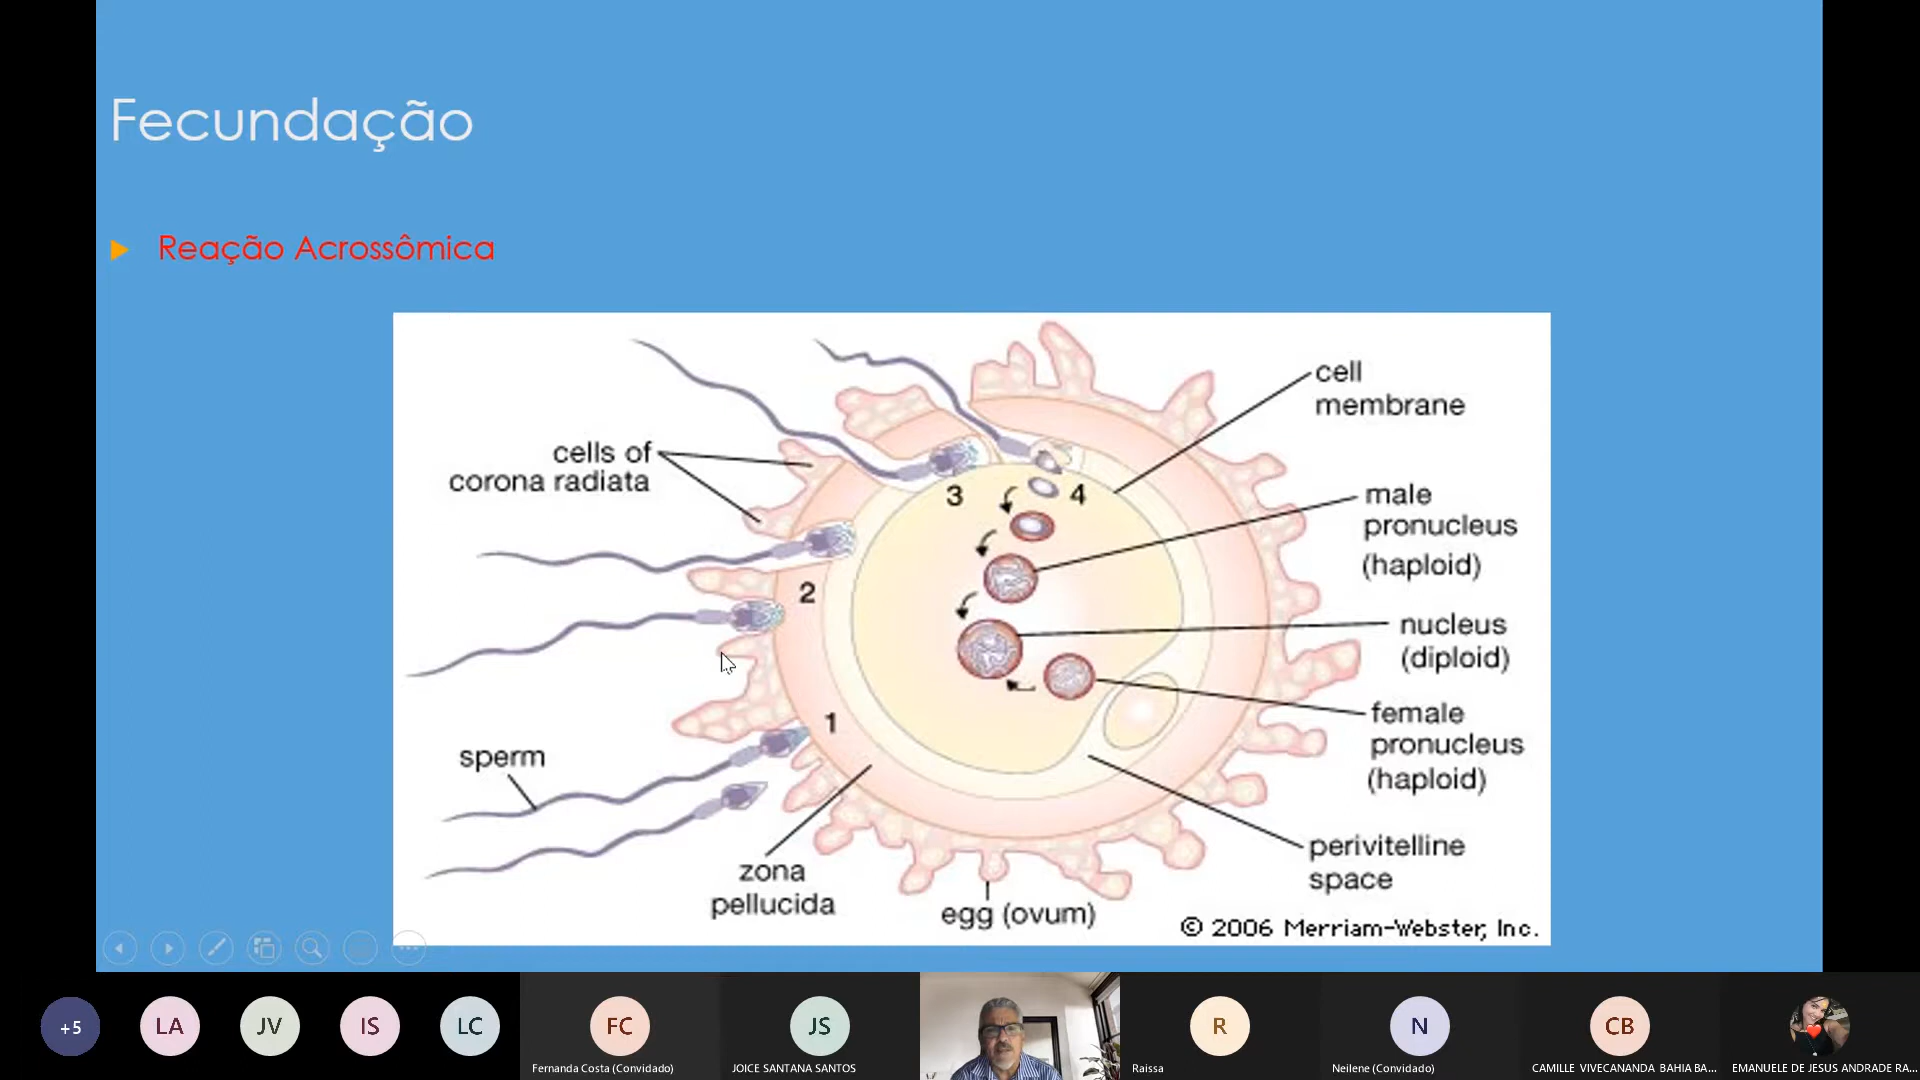 Fecundação
Reação Acrossômica
cell
membrane
cells of
corona radiata
3
4
male
pronucleus
(haploid)
2
nucleus
(diploid)
1
female
pronucleus
(haploid)
sperm
perivitelline
space
zona
pellucida
egg (ovum)
© 2006 Merriam-Webster, Inc.
+5
LA
JV
IS
LC
FC
Fernanda Costa (Convidado)
JS
JOICE SANTANA SANTOS
R
Raissa
N
Neilene (Convidado)
CB
CAMILLE VIVECANANDA BAHIA BA...
EMANUELE DE JESUS ANDRADE RA...